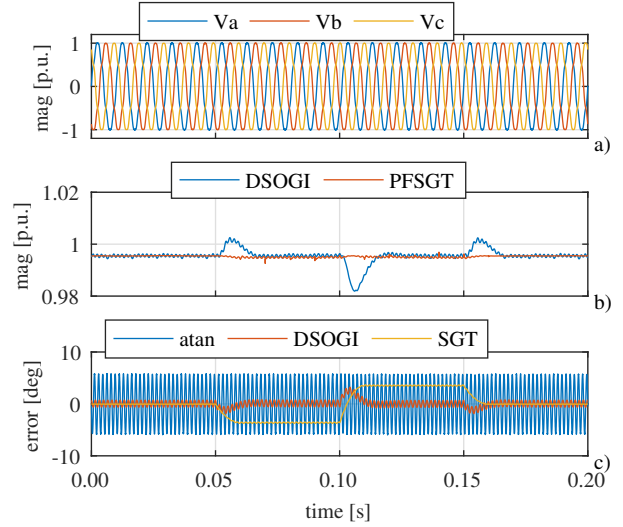 Va Vb Vc
1
0
-1
mag [p.u.]
a)
DSOGI PFSGT
1.02
1
0.98
mag [p.u.]
b)
atan DSOGI SGT
10
0
-10
error [deg]
c)
0.00 0.05 0.10 0.15 0.20
time [s]